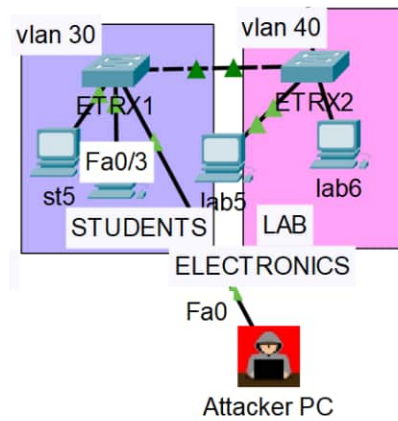 vlan 30
vlan 40
ETRX1
ETRX2
Fa0/3
st5
lab5
lab6
STUDENTS
LAB
ELECTRONICS
Fa0
Attacker PC